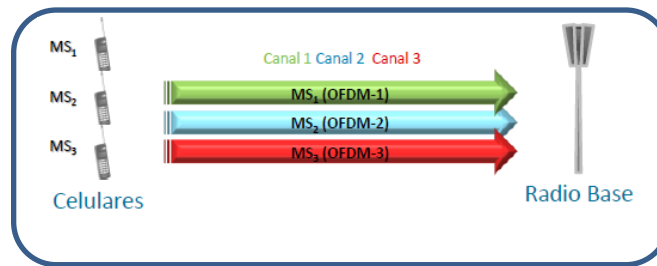 MS1
Canal 1 Canal 2 Canal 3
MS2
MS1 (OFDM-1)
MS2 (OFDM-2)
MS3
MS3 (OFDM-3)
Celulares
Radio Base